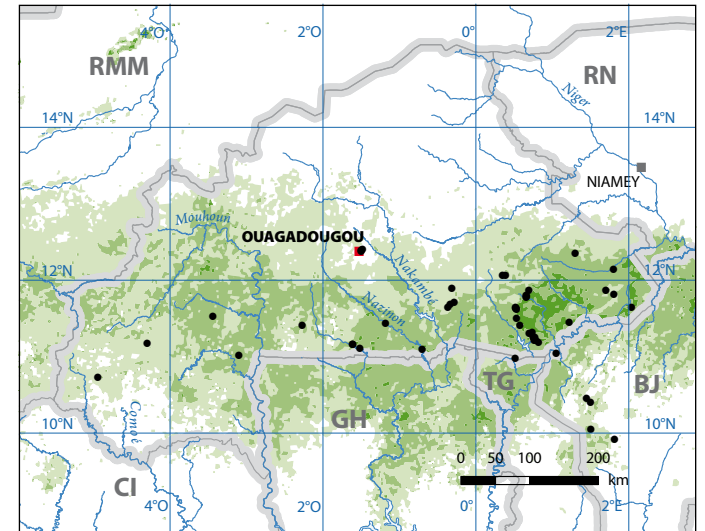 4°O
2°O
0°
2°E
RMM
RN
Niger
14°N
14°N
NIAMEY
Mouhoun
OUAGADOUGOU
Nakambé
12°N
12°N
Nazinon
TG
BJ
GH
Comoé
10°N
10°N
0 50 100 200
km
CI
4°O
2°O
0°
2°E